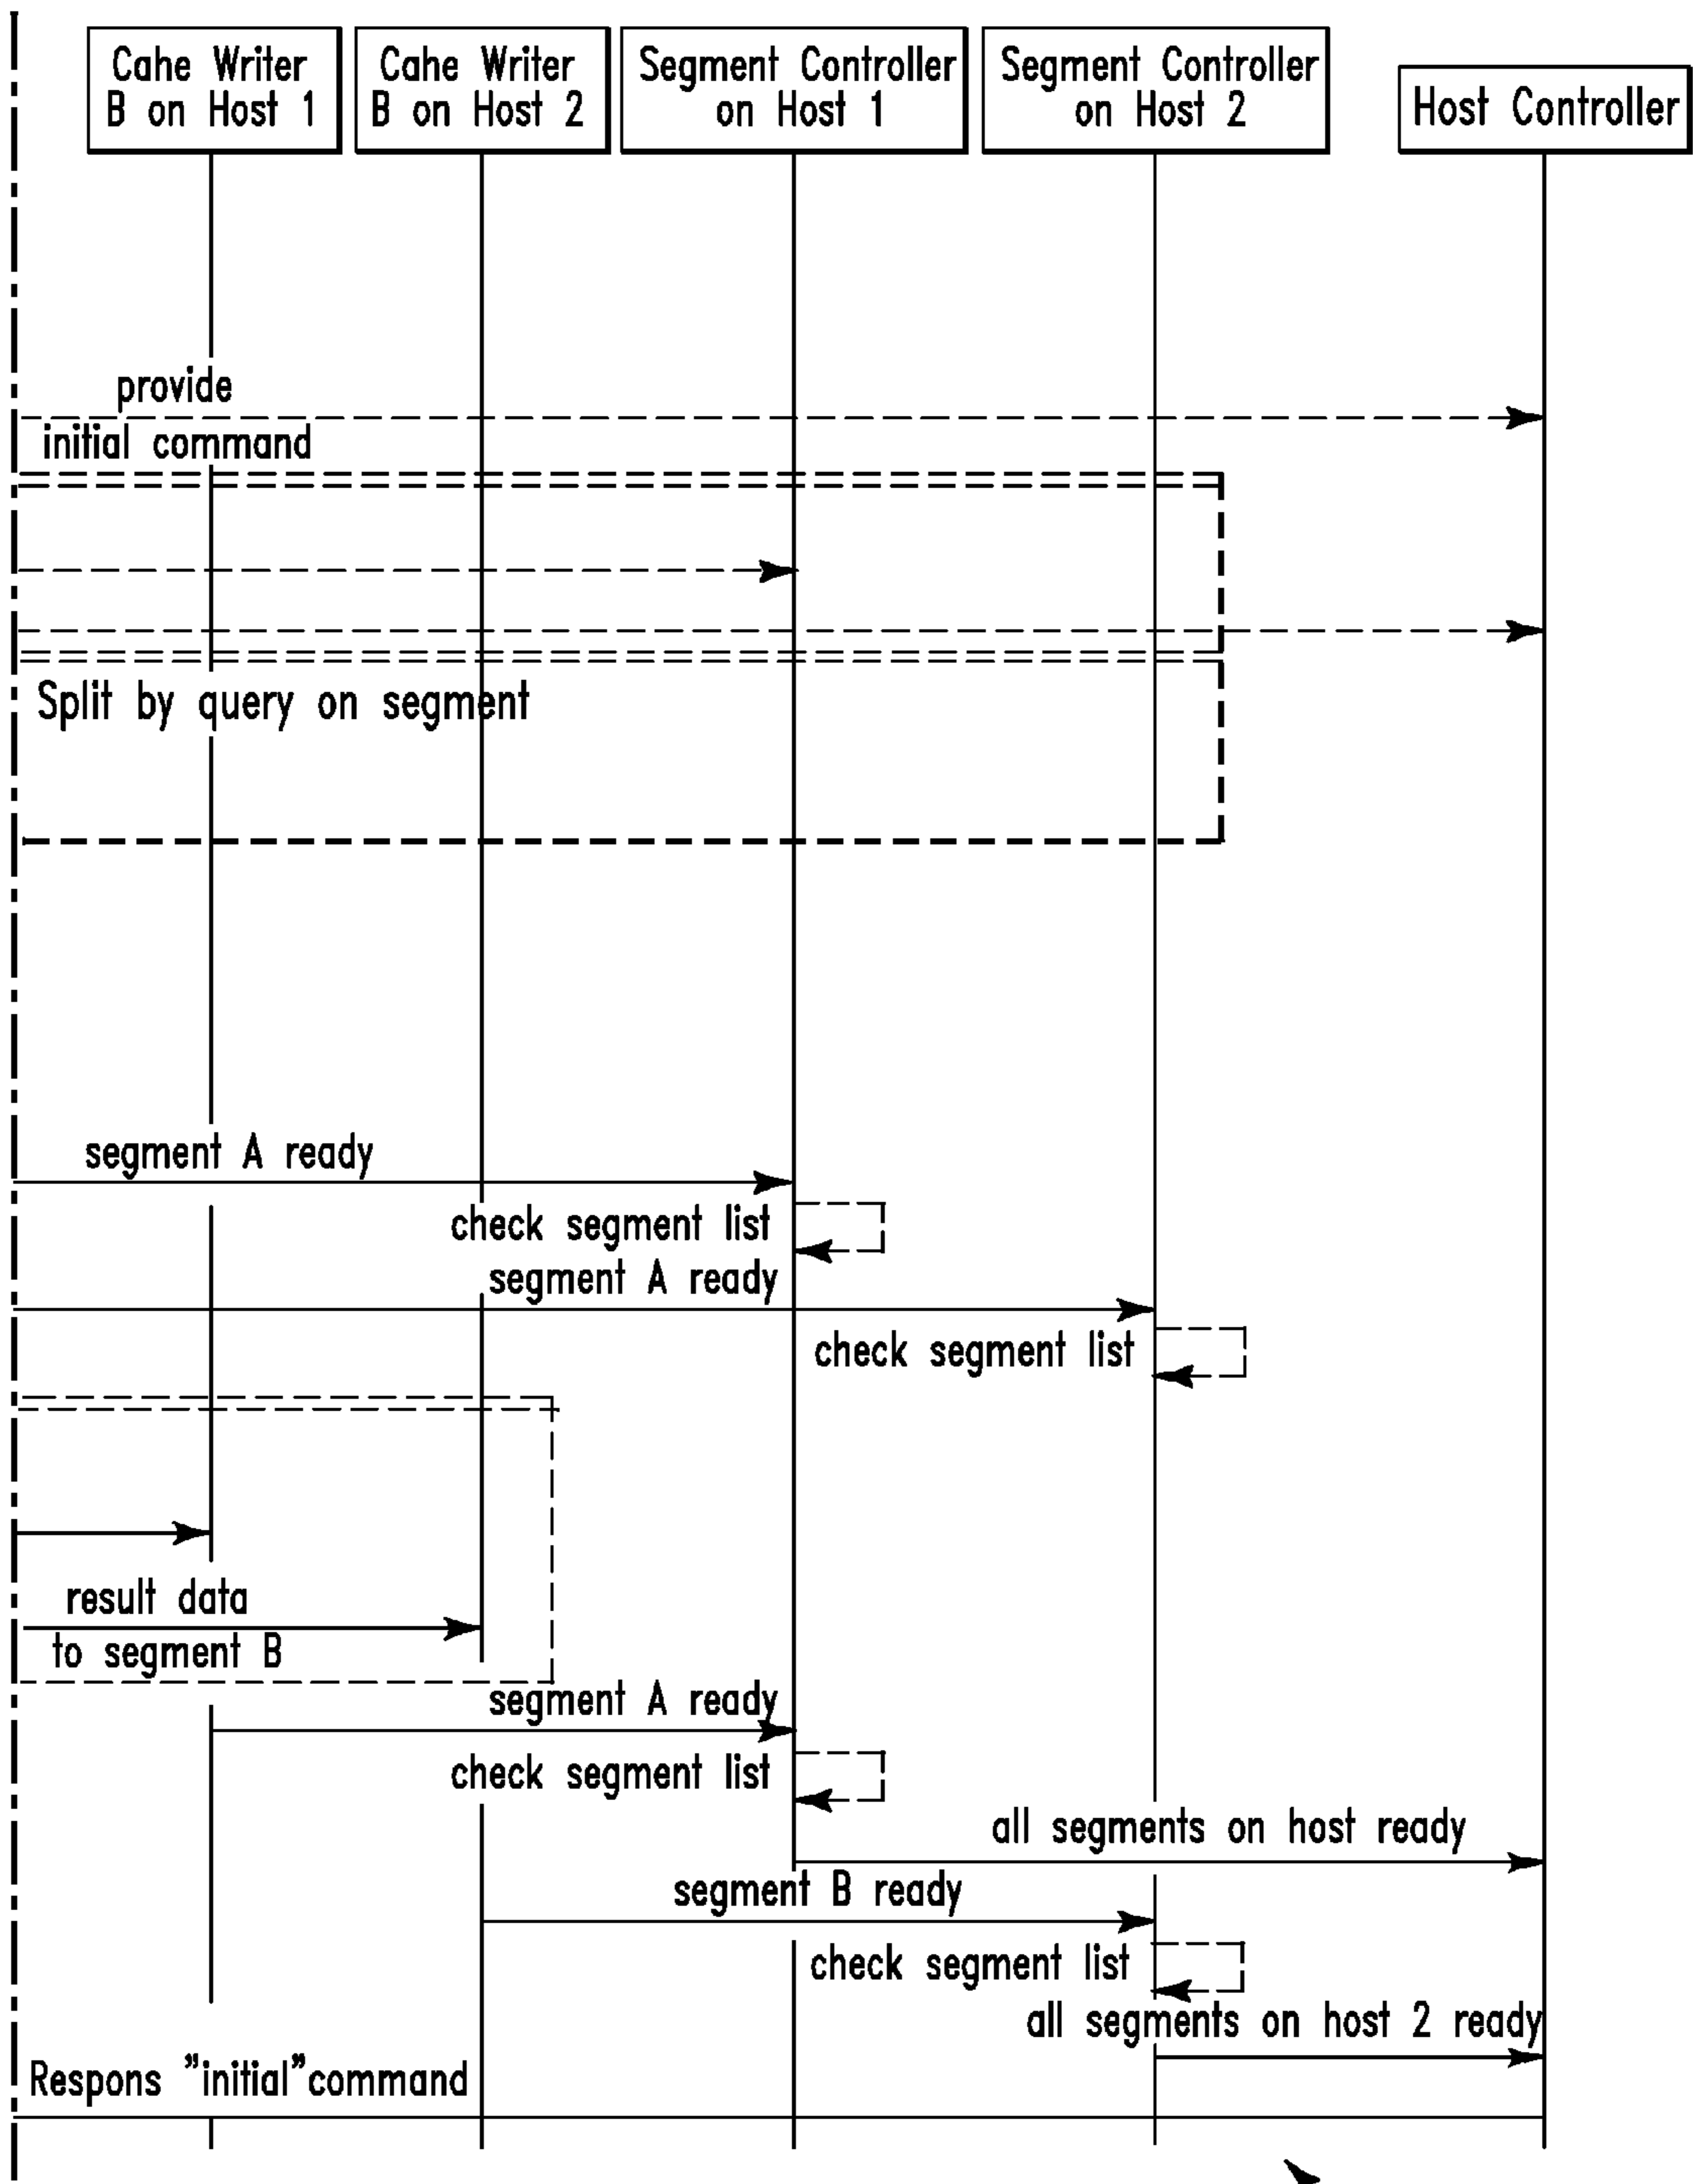 Cahe Writer
B on Host 1
Cahe Writer
B on Host 2
Segment Controller
on Host 1
Segment Controller
on Host 2
Host Controller
provide
initial command
Split by query on segment
segment A ready
check segment list
segment A ready
check segment list
result data
to segment B
segment A ready
check segment list
all segments on host ready
segment B ready
check segment list
all segments on host 2 ready
Respons "initial"command